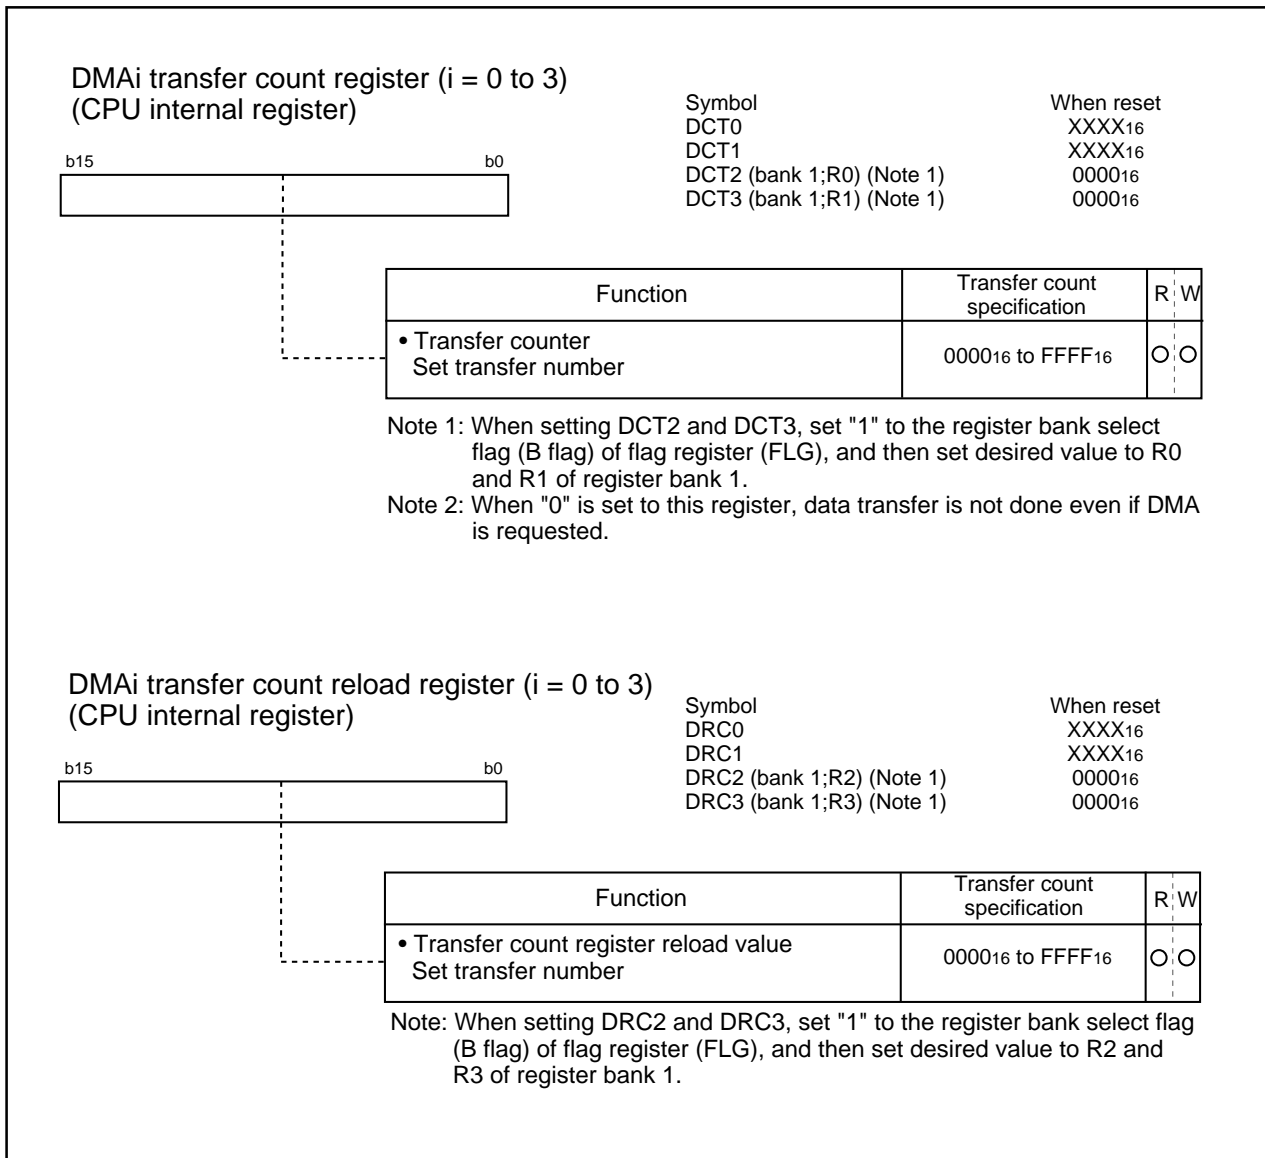 DMAi transfer count register (i = 0 to 3)
(CPU internal register)
Symbol When reset
DCT0 XXXX16
DCT1 XXXX16
DCT2 (bank 1;R0) (Note 1) 000016
DCT3 (bank 1;R1) (Note 1) 000016
b15 b0
Function Transfer count specification R W
• Transfer counter
Set transfer number 000016 to FFFF16 O O
Note 1: When setting DCT2 and DCT3, set "1" to the register bank select
flag (B flag) of flag register (FLG), and then set desired value to R0
and R1 of register bank 1.
Note 2: When "0" is set to this register, data transfer is not done even if DMA
is requested.
DMAi transfer count reload register (i = 0 to 3)
(CPU internal register)
Symbol When reset
DRC0 XXXX16
DRC1 XXXX16
DRC2 (bank 1;R2) (Note 1) 000016
DRC3 (bank 1;R3) (Note 1) 000016
b15 b0
Function Transfer count specification R W
• Transfer count register reload value
Set transfer number 000016 to FFFF16 O O
Note: When setting DRC2 and DRC3, set "1" to the register bank select flag
(B flag) of flag register (FLG), and then set desired value to R2 and
R3 of register bank 1.